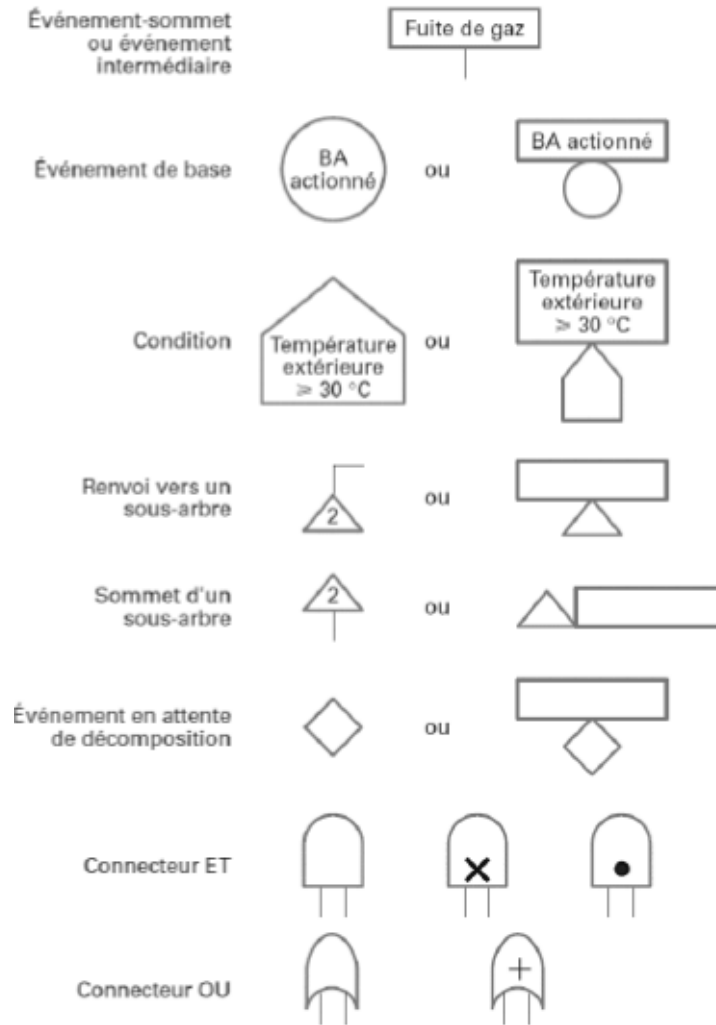 Événement-sommet
ou événement
intermédiaire
Fuite de gaz
Événement de base
BA
actionné
ou
BA actionné
Condition
Température
extérieure
⩾ 30 °C
ou
Température
extérieure
⩾ 30 °C
Renvoi vers un
sous-arbre
2
ou
Sommet d'un
sous-arbre
2
ou
Événement en attente
de décomposition
ou
Connecteur ET
Connecteur OU
+